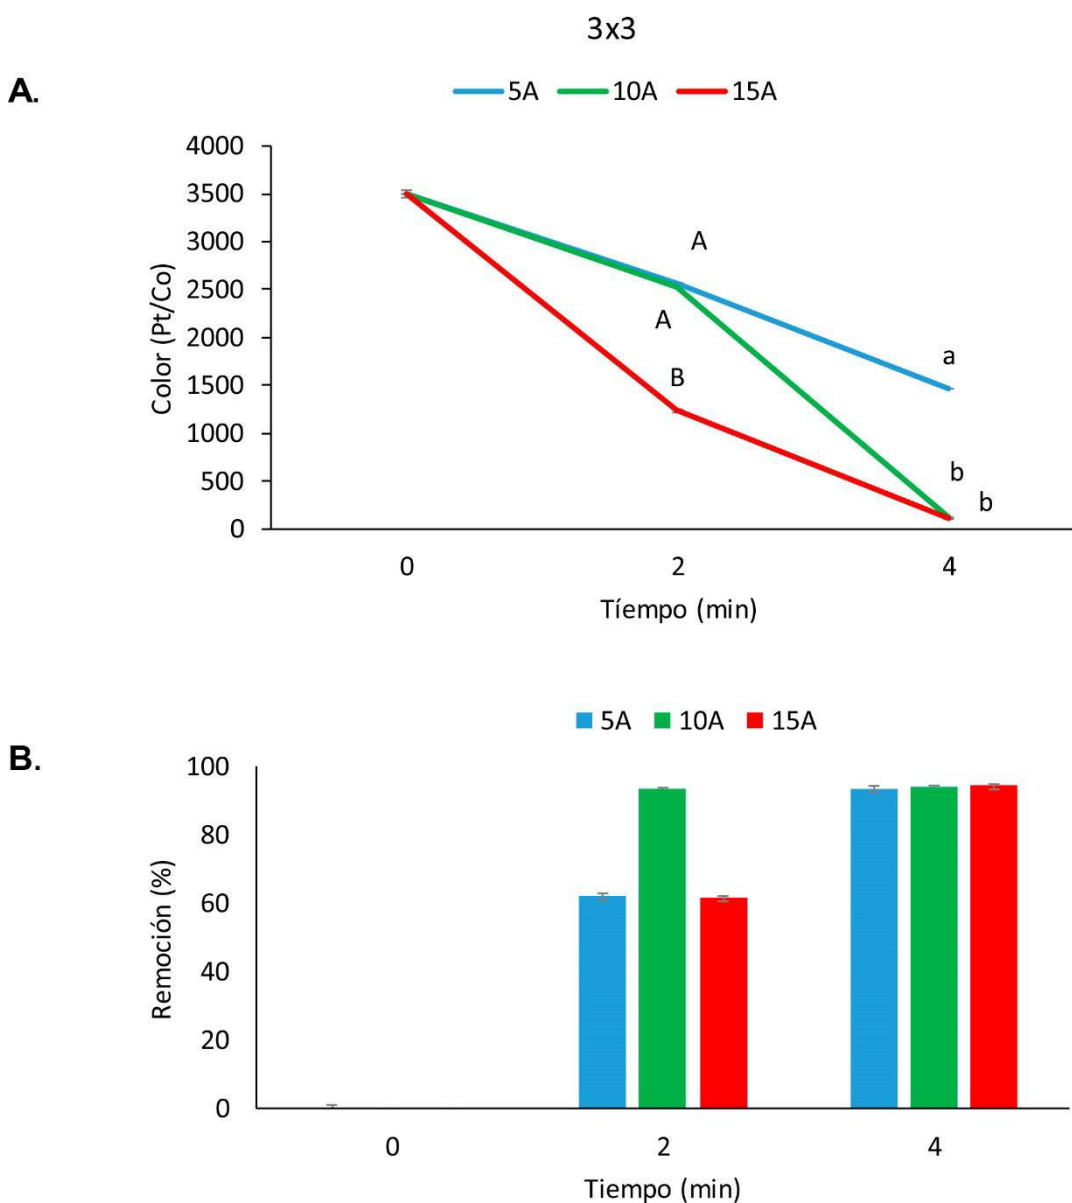 3x3
A.
5A 10A 15A
4000
3500
3000
2500
2000
1500
1000
500
0
Color (Pt/Co)
A
A
B
a
b
b
0 2 4
Tíempo (min)
B.
5A 10A 15A
100
80
60
40
20
0
Remoción (%)
0 2 4
Tiempo (min)